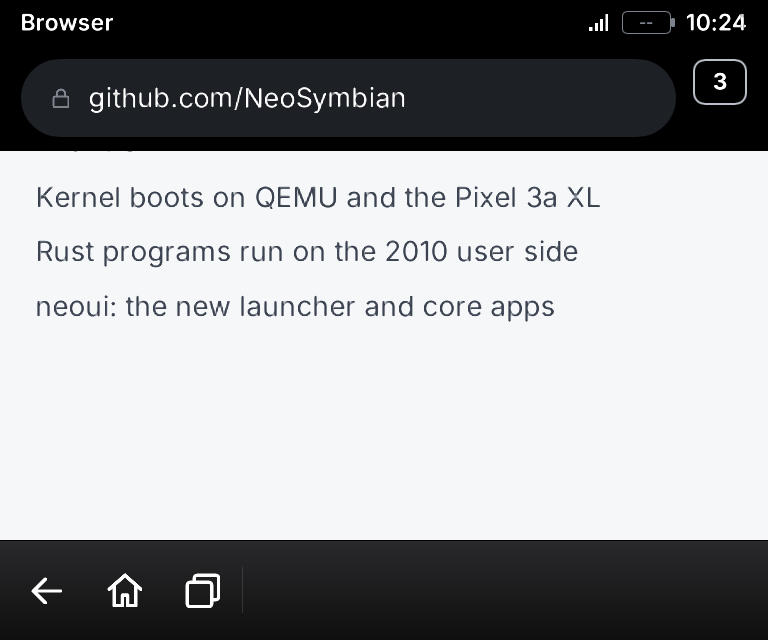 Browser
-- 10:24
github.com/NeoSymbian
3
Kernel boots on QEMU and the Pixel 3a XL
Rust programs run on the 2010 user side
neoui: the new launcher and core apps